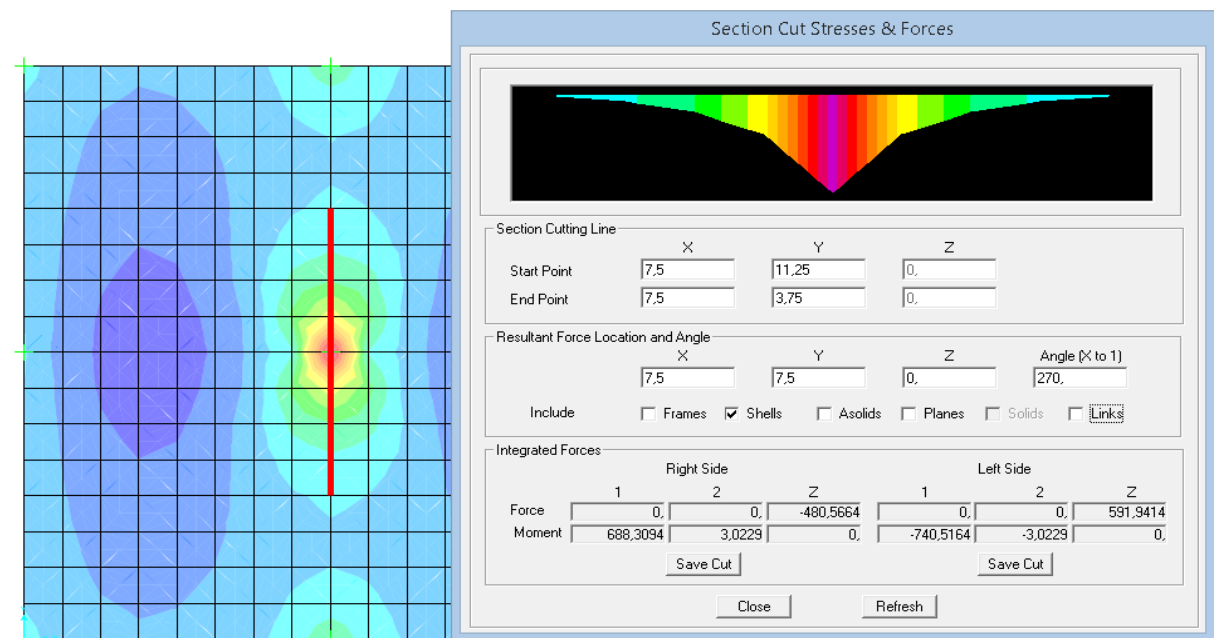 Section Cut Stresses & Forces
Section Cutting Line
X Y Z
Start Point 7,5 11,25 0,
End Point 7,5 3,75 0,
Resultant Force Location and Angle
X Y Z Angle (X to 1)
7,5 7,5 0, 270,
Include Frames Shells Asolids Planes Solids Links
Integrated Forces
Right Side Left Side
1 2 Z 1 2 Z
Force 0, 0, -480,5664 0, 0, 591,9414
Moment 688,3094 3,0229 0, -740,5164 -3,0229 0,
Save Cut Save Cut
Close Refresh